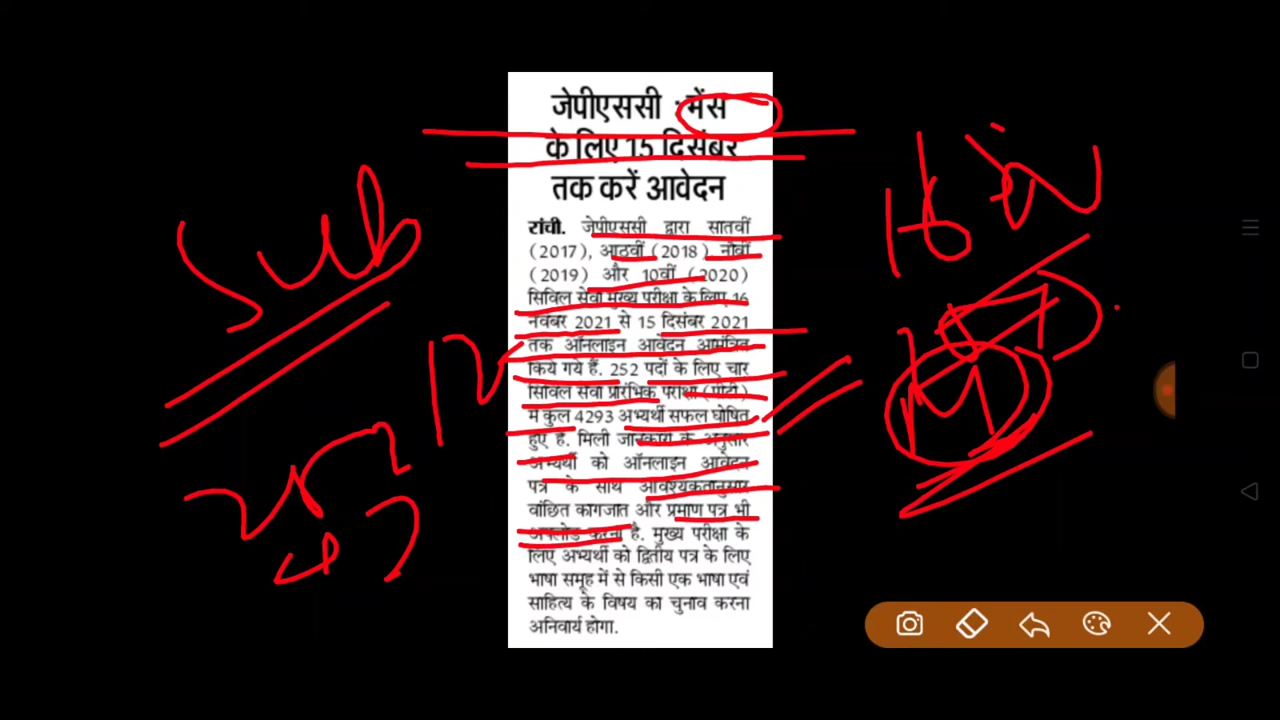 जेपीएससी : मेंस
के लिए 15 दिसंबर
तक करें आवेदन
रांची. जेपीएससी द्वारा सातवीं
(2017), आठवीं (2018) नौवीं
(2019) और 10वीं (2020)
सिविल सेवा मुख्य परीक्षा के लिए 16
नवंबर 2021 से 15 दिसंबर 2021
तक ऑनलाइन आवेदन आमंत्रित
किये गये हैं. 252 पदों के लिए चार
सिविल सेवा प्रारंभिक परीक्षा (पीटी)
में कुल 4293 अभ्यर्थी सफल घोषित
हुए है. मिली जानकारी के अनुसार
अभ्यर्थी को ऑनलाइन आवेदन
पत्र के साथ आवश्यकतानुसार
वांछित कागजात और प्रमाण पत्र भी
अपलोड करना है. मुख्य परीक्षा के
लिए अभ्यर्थी को द्वितीय पत्र के लिए
भाषा समूह में से किसी एक भाषा एवं
साहित्य के विषय का चुनाव करना
अनिवार्य होगा.
Sub